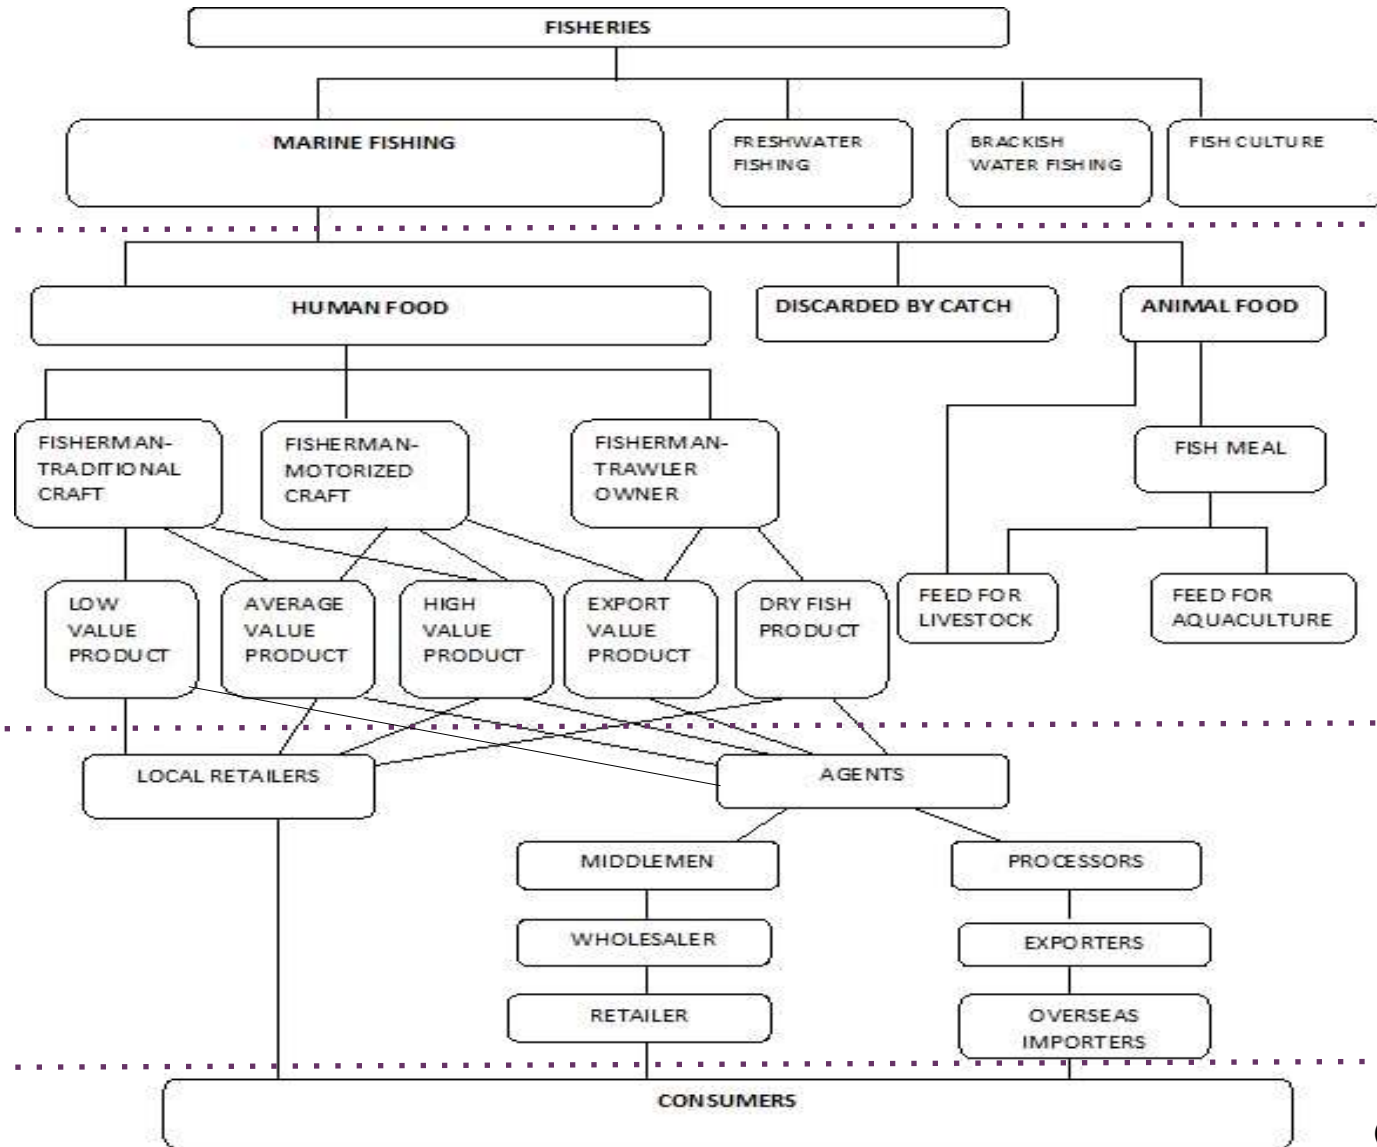 FISHERIES
MARINE FISHING
FRESHWATER
FISHING
BRACKISH
WATER FISHING
FISH CULTURE
HUMAN FOOD
DISCARDED BY CATCH
ANIMAL FOOD
FISHERMAN-
TRADITIONAL
CRAFT
FISHERMAN-
MOTORIZED
CRAFT
FISHERMAN-
TRAWLER
OWNER
FISH MEAL
LOW
VALUE
PRODUCT
AVERAGE
VALUE
PRODUCT
HIGH
VALUE
PRODUCT
EXPORT
VALUE
PRODUCT
DRY FISH
PRODUCT
FEED FOR
LIVESTOCK
FEED FOR
AQUACULTURE
LOCAL RETAILERS
AGENTS
MIDDLEMEN
PROCESSORS
WHOLESALER
EXPORTERS
RETAILER
OVERSEAS
IMPORTERS
CONSUMERS